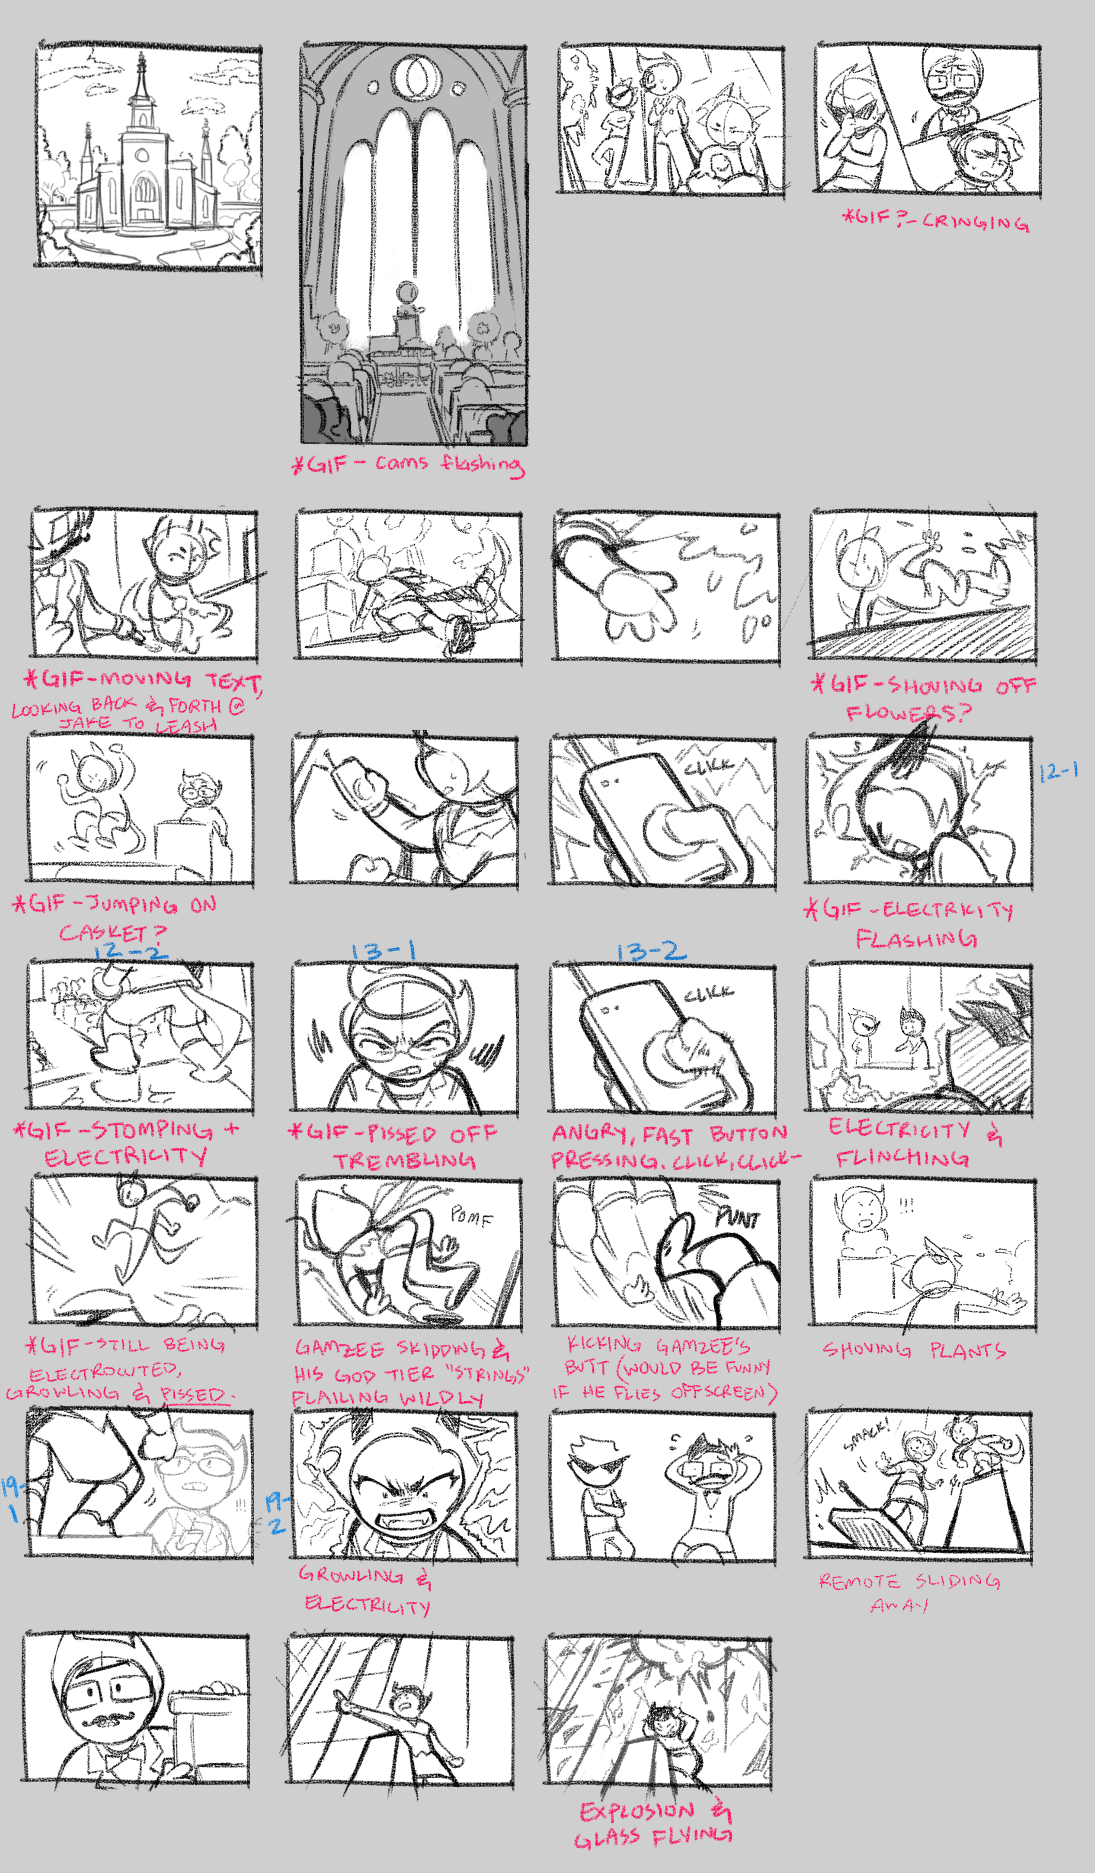 *GIF?-CRINGING
*GIF - cams flashing
*GIF-MOVING TEXT,
LOOKING BACK & FORTH @
JAKE TO LEASH
*GIF-SHOVING OFF
FLOWERS?
CLICK
12-1
*GIF-JUMPING ON
CASKET?
*GIF-ELECTRICITY
FLASHING
12-2
13-1
13-2
CLICK
*GIF-STOMPING +
ELECTRICITY
*GIF-PISSED OFF
TREMBLING
ANGRY, FAST BUTTON
PRESSING. CLICK, CLICK-
ELECTRICITY &
FLINCHING
POMF
PUNT
!!!
*GIF-STILL BEING
ELECTROCUTED,
GROWLING & PISSED.
GAMZEE SKIDDING &
HIS GOD TIER "STRINGS"
FLAILING WILDLY
KICKING GAMZEE'S
BUTT (WOULD BE FUNNY
IF HE FLIES OFFSCREEN)
SHOVING PLANTS
19-
1
!!!
19-
2
SMACK!
GROWLING &
ELECTRICITY
REMOTE SLIDING
AWAY
EXPLOSION &
GLASS FLYING